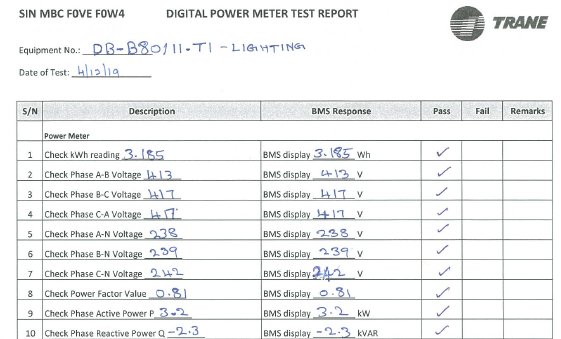 SIN MBC F0VE F0W4 DIGITAL POWER METER TEST REPORT
TRANE
Equipment No.: DB-B80111-T1 - LIGHTING
Date of Test: 4/12/19
S/N Description BMS Response Pass Fail Remarks
Power Meter
1 Check kWh reading 3.185 BMS display 3.185 Wh ✓
2 Check Phase A-B Voltage 413 BMS display 413 V ✓
3 Check Phase B-C Voltage 417 BMS display 417 V ✓
4 Check Phase C-A Voltage 417 BMS display 417 V ✓
5 Check Phase A-N Voltage 238 BMS display 238 V ✓
6 Check Phase B-N Voltage 239 BMS display 239 V ✓
7 Check Phase C-N Voltage 242 BMS display 242 V ✓
8 Check Power Factor Value 0.81 BMS display 0.81 ✓
9 Check Phase Active Power P 3.2 BMS display 3.2 kW ✓
10 Check Phase Reactive Power Q -2.3 BMS display -2.3 kVAR ✓